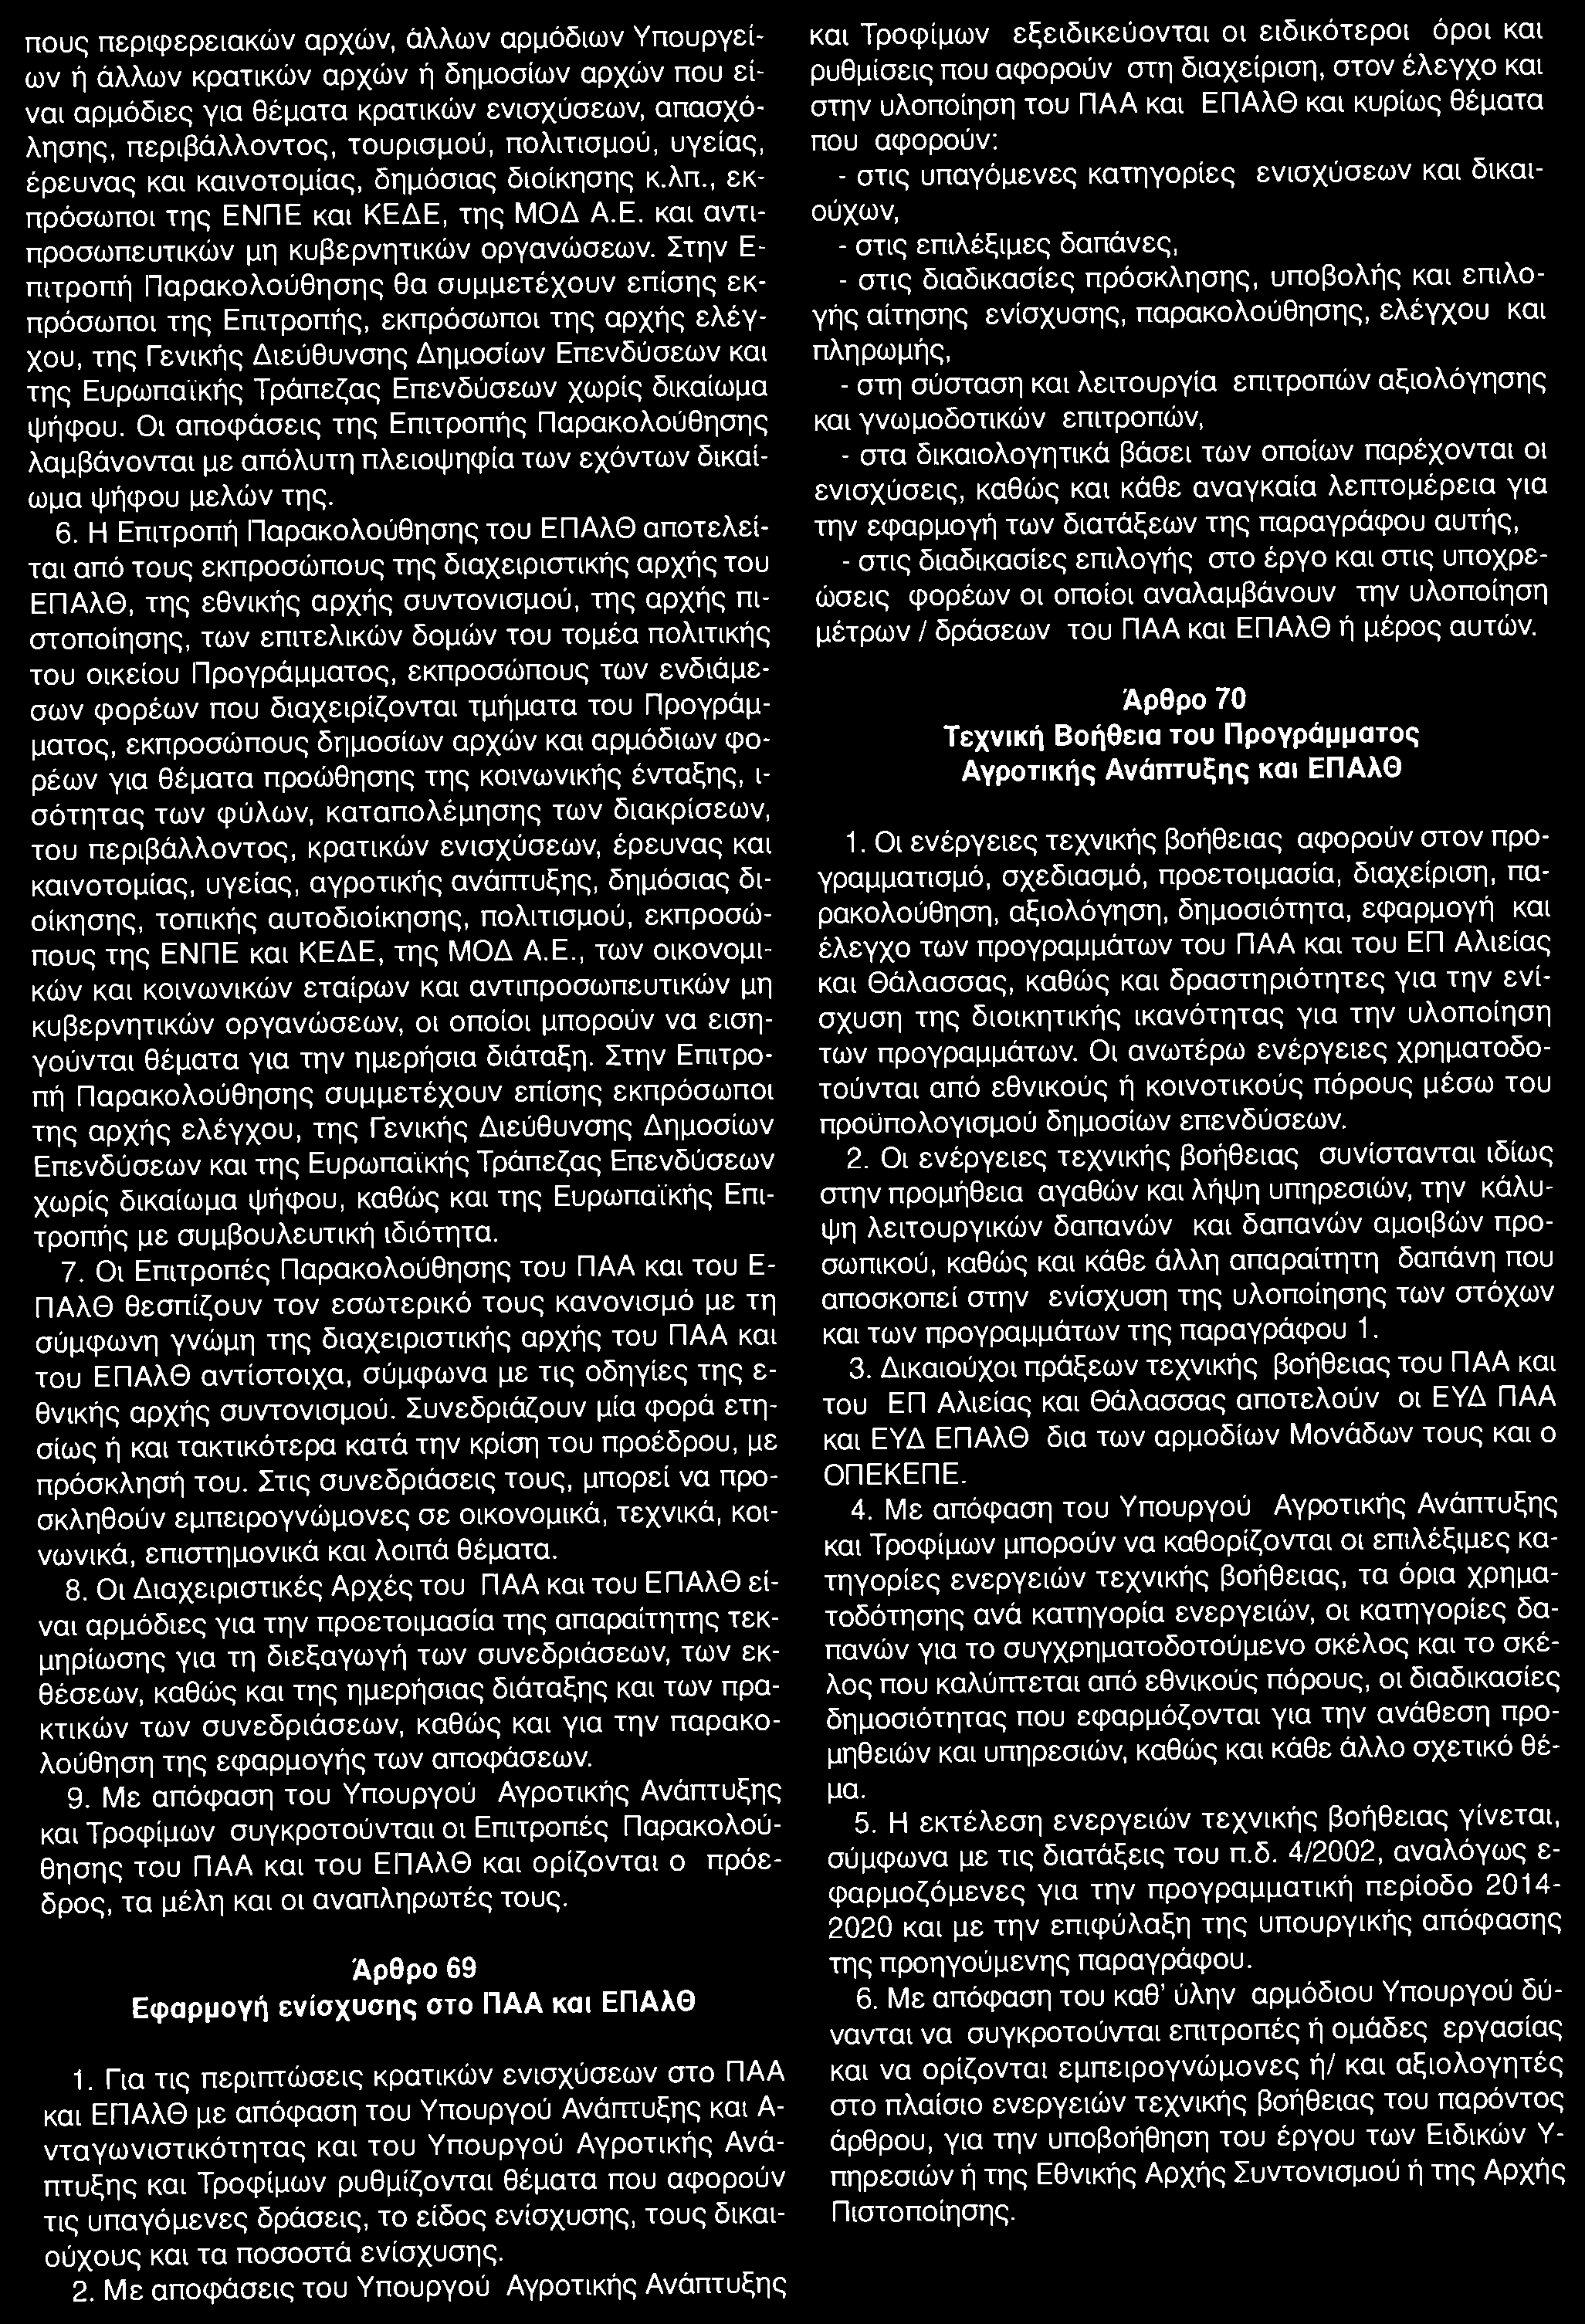 πους περιφερειακών αρχών, άλλων αρμόδιων Υπουργεί-
ων ή άλλων κρατικών αρχών ή δημοσίων αρχών που εί-
ναι αρμόδιες για θέματα κρατικών ενισχύσεων, απασχό-
λησης, περιβάλλοντος, τουρισμού, πολιτισμού, υγείας,
έρευνας και καινοτομίας, δημόσιας διοίκησης κ.λπ., εκ-
πρόσωποι της ΕΝΠΕ και ΚΕΔΕ, της ΜΟΔ Α.Ε. και αντι-
προσωπευτικών μη κυβερνητικών οργανώσεων. Στην Ε-
πιτροπή Παρακολούθησης θα συμμετέχουν επίσης εκ-
πρόσωποι της Επιτροπής, εκπρόσωποι της αρχής ελέγ-
χου, της Γενικής Διεύθυνσης Δημοσίων Επενδύσεων και
της Ευρωπαϊκής Τράπεζας Επενδύσεων χωρίς δικαίωμα
ψήφου. Οι αποφάσεις της Επιτροπής Παρακολούθησης
λαμβάνονται με απόλυτη πλειοψηφία των εχόντων δικαί-
ωμα ψήφου μελών της.
6. Η Επιτροπή Παρακολούθησης του ΕΠΑλΘ αποτελεί-
ται από τους εκπροσώπους της διαχειριστικής αρχής του
ΕΠΑλΘ, της εθνικής αρχής συντονισμού, της αρχής πι-
στοποίησης, των επιτελικών δομών του τομέα πολιτικής
του οικείου Προγράμματος, εκπροσώπους των ενδιάμε-
σων φορέων που διαχειρίζονται τμήματα του Προγράμ-
ματος, εκπροσώπους δημοσίων αρχών και αρμόδιων φο-
ρέων για θέματα προώθησης της κοινωνικής ένταξης, ι-
σότητας των φύλων, καταπολέμησης των διακρίσεων,
του περιβάλλοντος, κρατικών ενισχύσεων, έρευνας και
καινοτομίας, υγείας, αγροτικής ανάπτυξης, δημόσιας δι-
οίκησης, τοπικής αυτοδιοίκησης, πολιτισμού, εκπροσώ-
πους της ΕΝΠΕ και ΚΕΔΕ, της ΜΟΔ Α.Ε., των οικονομι-
κών και κοινωνικών εταίρων και αντιπροσωπευτικών μη
κυβερνητικών οργανώσεων, οι οποίοι μπορούν να ειση-
γούνται θέματα για την ημερήσια διάταξη. Στην Επιτρο-
πή Παρακολούθησης συμμετέχουν επίσης εκπρόσωποι
της αρχής ελέγχου, της Γενικής Διεύθυνσης Δημοσίων
Επενδύσεων και της Ευρωπαϊκής Τράπεζας Επενδύσεων
χωρίς δικαίωμα ψήφου, καθώς και της Ευρωπαϊκής Επι-
τροπής με συμβουλευτική ιδιότητα.
7. Οι Επιτροπές Παρακολούθησης του ΠΑΑ και του Ε-
ΠΑλΘ θεσπίζουν τον εσωτερικό τους κανονισμό με τη
σύμφωνη γνώμη της διαχειριστικής αρχής του ΠΑΑ και
του ΕΠΑλΘ αντίστοιχα, σύμφωνα με τις οδηγίες της ε-
θνικής αρχής συντονισμού. Συνεδριάζουν μία φορά ετη-
σίως ή και τακτικότερα κατά την κρίση του προέδρου, με
πρόσκλησή του. Στις συνεδριάσεις τους, μπορεί να προ-
σκληθούν εμπειρογνώμονες σε οικονομικά, τεχνικά, κοι-
νωνικά, επιστημονικά και λοιπά θέματα.
8. Οι Διαχειριστικές Αρχές του ΠΑΑ και του ΕΠΑλΘ εί-
ναι αρμόδιες για την προετοιμασία της απαραίτητης τεκ-
μηρίωσης για τη διεξαγωγή των συνεδριάσεων, των εκ-
θέσεων, καθώς και της ημερήσιας διάταξης και των πρα-
κτικών των συνεδριάσεων, καθώς και για την παρακο-
λούθηση της εφαρμογής των αποφάσεων.
9. Με απόφαση του Υπουργού Αγροτικής Ανάπτυξης
και Τροφίμων συγκροτούνταιι οι Επιτροπές Παρακολού-
θησης του ΠΑΑ και του ΕΠΑλΘ και ορίζονται ο πρόε-
δρος, τα μέλη και οι αναπληρωτές τους.
Άρθρο 69
Εφαρμογή ενίσχυσης στο ΠΑΑ και ΕΠΑλΘ
1. Για τις περιπτώσεις κρατικών ενισχύσεων στο ΠΑΑ
και ΕΠΑλΘ με απόφαση του Υπουργού Ανάπτυξης και Α-
νταγωνιστικότητας και του Υπουργού Αγροτικής Ανά-
πτυξης και Τροφίμων ρυθμίζονται θέματα που αφορούν
τις υπαγόμενες δράσεις, το είδος ενίσχυσης, τους δικαι-
ούχους και τα ποσοστά ενίσχυσης.
2. Με αποφάσεις του Υπουργού Αγροτικής Ανάπτυξης
και Τροφίμων εξειδικεύονται οι ειδικότεροι όροι και
ρυθμίσεις που αφορούν στη διαχείριση, στον έλεγχο και
στην υλοποίηση του ΠΑΑ και ΕΠΑλΘ και κυρίως θέματα
που αφορούν:
- στις υπαγόμενες κατηγορίες ενισχύσεων και δικαι-
ούχων,
- στις επιλέξιμες δαπάνες,
- στις διαδικασίες πρόσκλησης, υποβολής και επιλο-
γής αίτησης ενίσχυσης, παρακολούθησης, ελέγχου και
πληρωμής,
- στη σύσταση και λειτουργία επιτροπών αξιολόγησης
και γνωμοδοτικών επιτροπών,
- στα δικαιολογητικά βάσει των οποίων παρέχονται οι
ενισχύσεις, καθώς και κάθε αναγκαία λεπτομέρεια για
την εφαρμογή των διατάξεων της παραγράφου αυτής,
- στις διαδικασίες επιλογής στο έργο και στις υποχρε-
ώσεις φορέων οι οποίοι αναλαμβάνουν την υλοποίηση
μέτρων / δράσεων του ΠΑΑ και ΕΠΑλΘ ή μέρος αυτών.
Άρθρο 70
Τεχνική Βοήθεια του Προγράμματος
Αγροτικής Ανάπτυξης και ΕΠΑλΘ
1. Οι ενέργειες τεχνικής βοήθειας αφορούν στον προ-
γραμματισμό, σχεδιασμό, προετοιμασία, διαχείριση, πα-
ρακολούθηση, αξιολόγηση, δημοσιότητα, εφαρμογή και
έλεγχο των προγραμμάτων του ΠΑΑ και του ΕΠ Αλιείας
και Θάλασσας, καθώς και δραστηριότητες για την ενί-
σχυση της διοικητικής ικανότητας για την υλοποίηση
των προγραμμάτων. Οι ανωτέρω ενέργειες χρηματοδο-
τούνται από εθνικούς ή κοινοτικούς πόρους μέσω του
προϋπολογισμού δημοσίων επενδύσεων.
2. Οι ενέργειες τεχνικής βοήθειας συνίστανται ιδίως
στην προμήθεια αγαθών και λήψη υπηρεσιών, την κάλυ-
ψη λειτουργικών δαπανών και δαπανών αμοιβών προ-
σωπικού, καθώς και κάθε άλλη απαραίτητη δαπάνη που
αποσκοπεί στην ενίσχυση της υλοποίησης των στόχων
και των προγραμμάτων της παραγράφου 1.
3. Δικαιούχοι πράξεων τεχνικής βοήθειας του ΠΑΑ και
του ΕΠ Αλιείας και Θάλασσας αποτελούν οι ΕΥΔ ΠΑΑ
και ΕΥΔ ΕΠΑλΘ δια των αρμοδίων Μονάδων τους και ο
ΟΠΕΚΕΠΕ.
4. Με απόφαση του Υπουργού Αγροτικής Ανάπτυξης
και Τροφίμων μπορούν να καθορίζονται οι επιλέξιμες κα-
τηγορίες ενεργειών τεχνικής βοήθειας, τα όρια χρημα-
τοδότησης ανά κατηγορία ενεργειών, οι κατηγορίες δα-
πανών για το συγχρηματοδοτούμενο σκέλος και το σκέ-
λος που καλύπτεται από εθνικούς πόρους, οι διαδικασίες
δημοσιότητας που εφαρμόζονται για την ανάθεση προ-
μηθειών και υπηρεσιών, καθώς και κάθε άλλο σχετικό θέ-
μα.
5. Η εκτέλεση ενεργειών τεχνικής βοήθειας γίνεται,
σύμφωνα με τις διατάξεις του π.δ. 4/2002, αναλόγως ε-
φαρμοζόμενες για την προγραμματική περίοδο 2014-
2020 και με την επιφύλαξη της υπουργικής απόφασης
της προηγούμενης παραγράφου.
6. Με απόφαση του καθ' ύλην αρμόδιου Υπουργού δύ-
νανται να συγκροτούνται επιτροπές ή ομάδες εργασίας
και να ορίζονται εμπειρογνώμονες ή/ και αξιολογητές
στο πλαίσιο ενεργειών τεχνικής βοήθειας του παρόντος
άρθρου, για την υποβοήθηση του έργου των Ειδικών Υ-
πηρεσιών ή της Εθνικής Αρχής Συντονισμού ή της Αρχής
Πιστοποίησης.